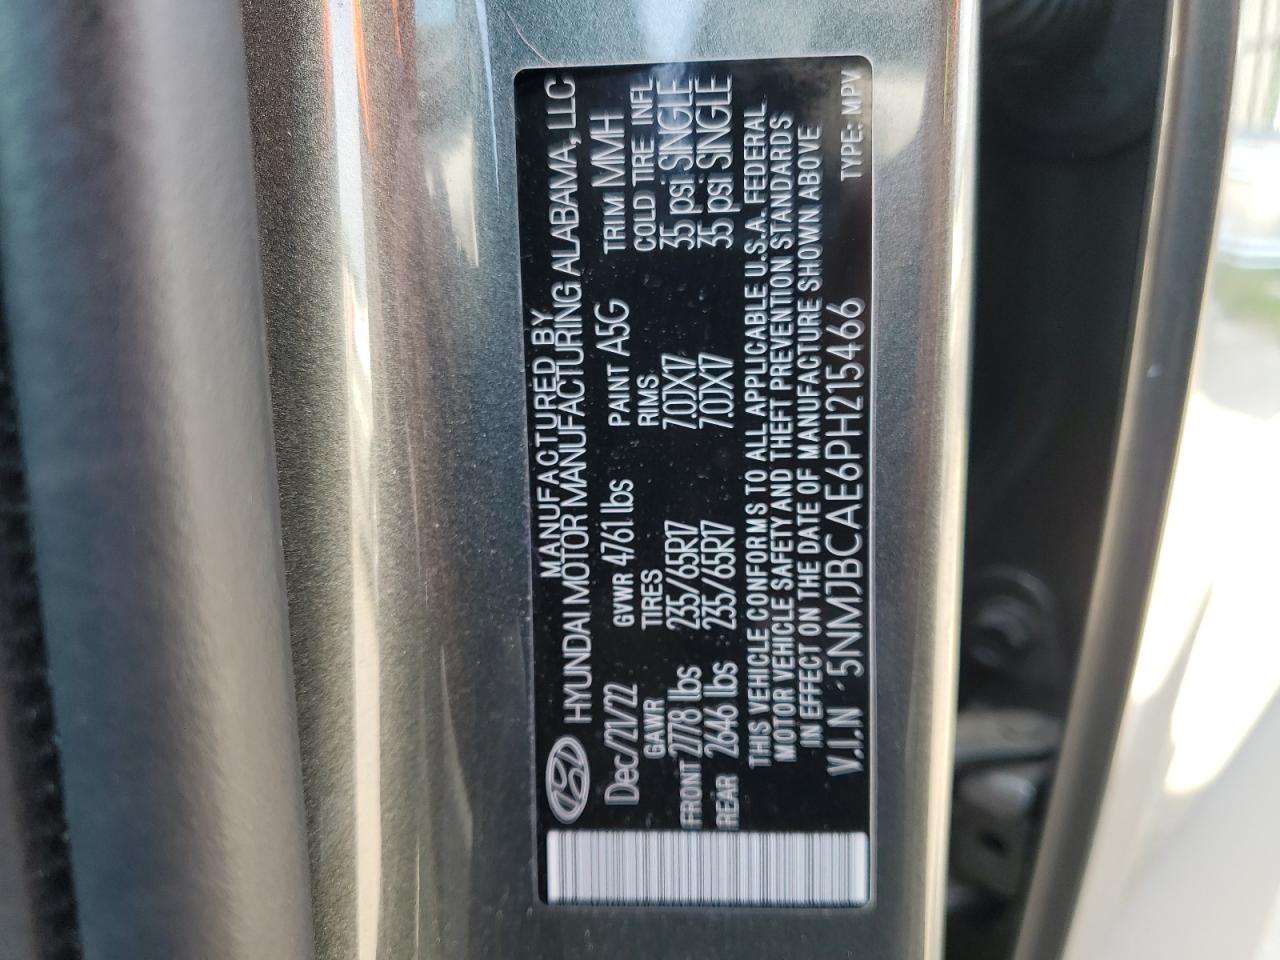 MANUFACTURED BY
HYUNDAI MOTOR MANUFACTURING ALABAMA, LLC
Dec/21/22 GVWR 4761 lbs PAINT A5G TRIM MMH
GAWR TIRES RIMS COLD TIRE INFL
FRONT 2778 lbs 235/65R17 7.0JX17 35 psi SINGLE
REAR 2646 lbs 235/65R17 7.0JX17 35 psi SINGLE
THIS VEHICLE CONFORMS TO ALL APPLICABLE U.S.A. FEDERAL
MOTOR VEHICLE SAFETY AND THEFT PREVENTION STANDARDS
IN EFFECT ON THE DATE OF MANUFACTURE SHOWN ABOVE
V.I.N : 5NMJBCAE6PH215466 TYPE: MPV